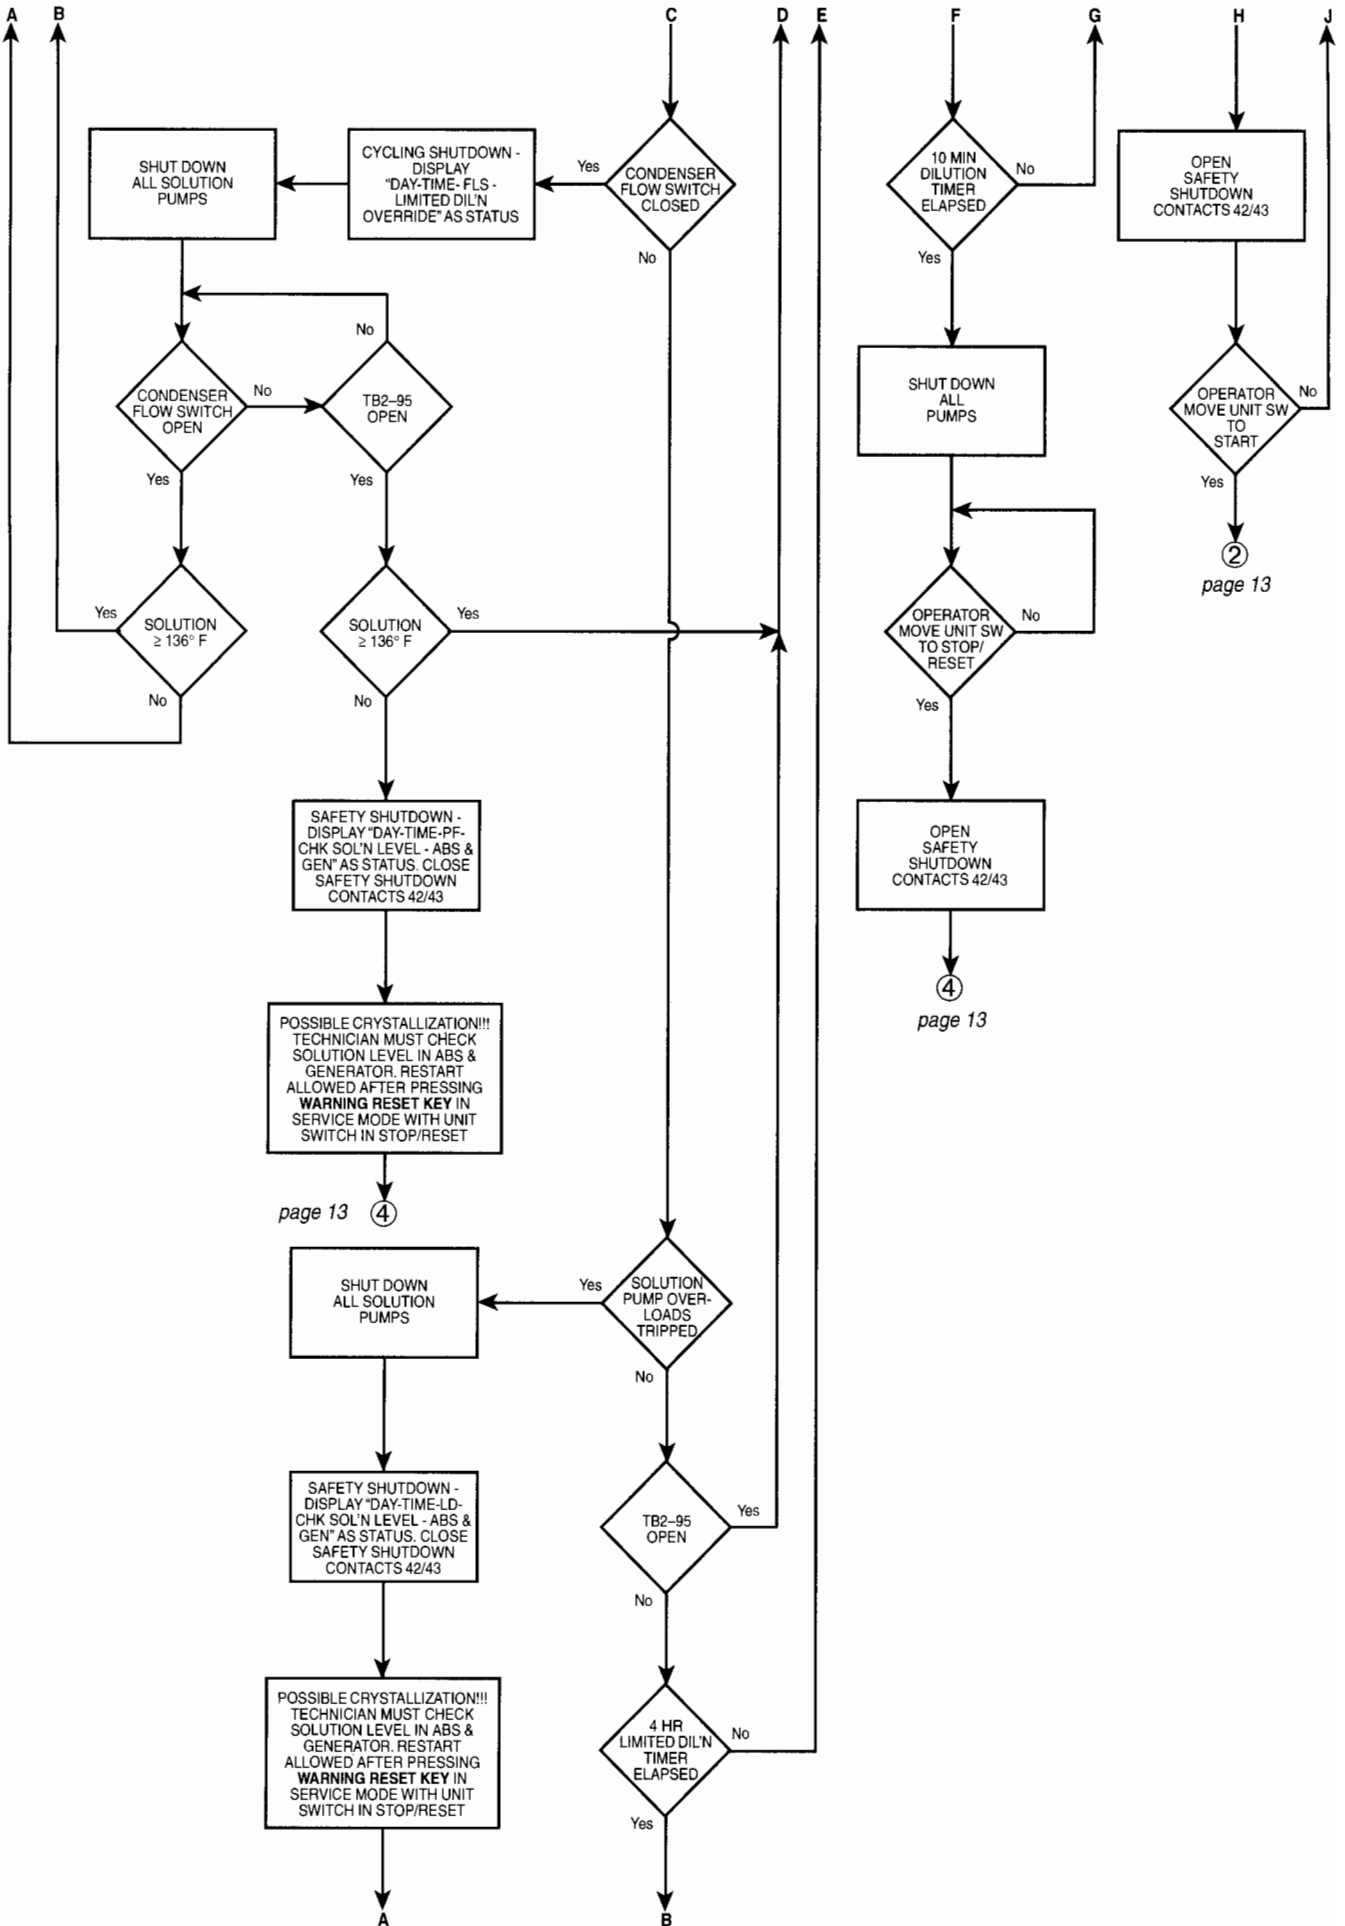 A
B
C
D
E
F
G
H
J
SHUT DOWN
ALL SOLUTION
PUMPS
CYCLING SHUTDOWN -
DISPLAY
"DAY-TIME- FLS -
LIMITED DIL'N
OVERRIDE" AS STATUS
Yes
CONDENSER
FLOW SWITCH
CLOSED
No
10 MIN
DILUTION
TIMER
ELAPSED
No
Yes
OPEN
SAFETY
SHUTDOWN
CONTACTS 42/43
CONDENSER
FLOW SWITCH
OPEN
No
Yes
No
TB2–95
OPEN
Yes
SHUT DOWN
ALL
PUMPS
OPERATOR
MOVE UNIT SW
TO
START
No
Yes
2
page 13
Yes
SOLUTION
≥ 136° F
No
SOLUTION
≥ 136° F
Yes
No
OPERATOR
MOVE UNIT SW
TO STOP/
RESET
No
Yes
SAFETY SHUTDOWN -
DISPLAY "DAY-TIME-PF-
CHK SOL'N LEVEL - ABS &
GEN" AS STATUS. CLOSE
SAFETY SHUTDOWN
CONTACTS 42/43
OPEN
SAFETY
SHUTDOWN
CONTACTS 42/43
4
page 13
POSSIBLE CRYSTALLIZATION!!!
TECHNICIAN MUST CHECK
SOLUTION LEVEL IN ABS &
GENERATOR. RESTART
ALLOWED AFTER PRESSING
WARNING RESET KEY IN
SERVICE MODE WITH UNIT
SWITCH IN STOP/RESET
page 13 4
SHUT DOWN
ALL SOLUTION
PUMPS
Yes
SOLUTION
PUMP OVER-
LOADS
TRIPPED
No
SAFETY SHUTDOWN -
DISPLAY "DAY-TIME-LD-
CHK SOL'N LEVEL - ABS &
GEN" AS STATUS. CLOSE
SAFETY SHUTDOWN
CONTACTS 42/43
TB2–95
OPEN
Yes
No
POSSIBLE CRYSTALLIZATION!!!
TECHNICIAN MUST CHECK
SOLUTION LEVEL IN ABS &
GENERATOR. RESTART
ALLOWED AFTER PRESSING
WARNING RESET KEY IN
SERVICE MODE WITH UNIT
SWITCH IN STOP/RESET
4 HR
LIMITED DIL'N
TIMER
ELAPSED
No
Yes
A
B